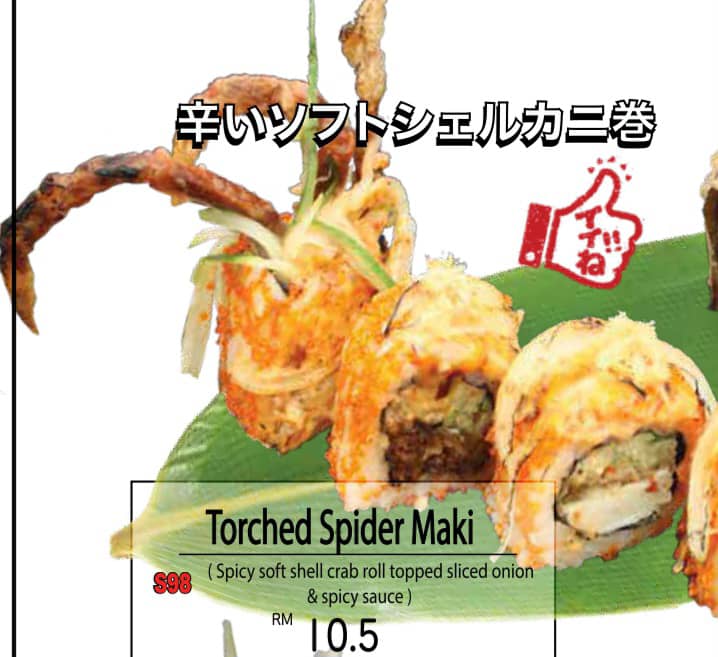 辛いソフトシェルカニ巻
イイ!!ね
Torched Spider Maki
S98
( Spicy soft shell crab roll topped sliced onion
& spicy sauce )
RM 10.5